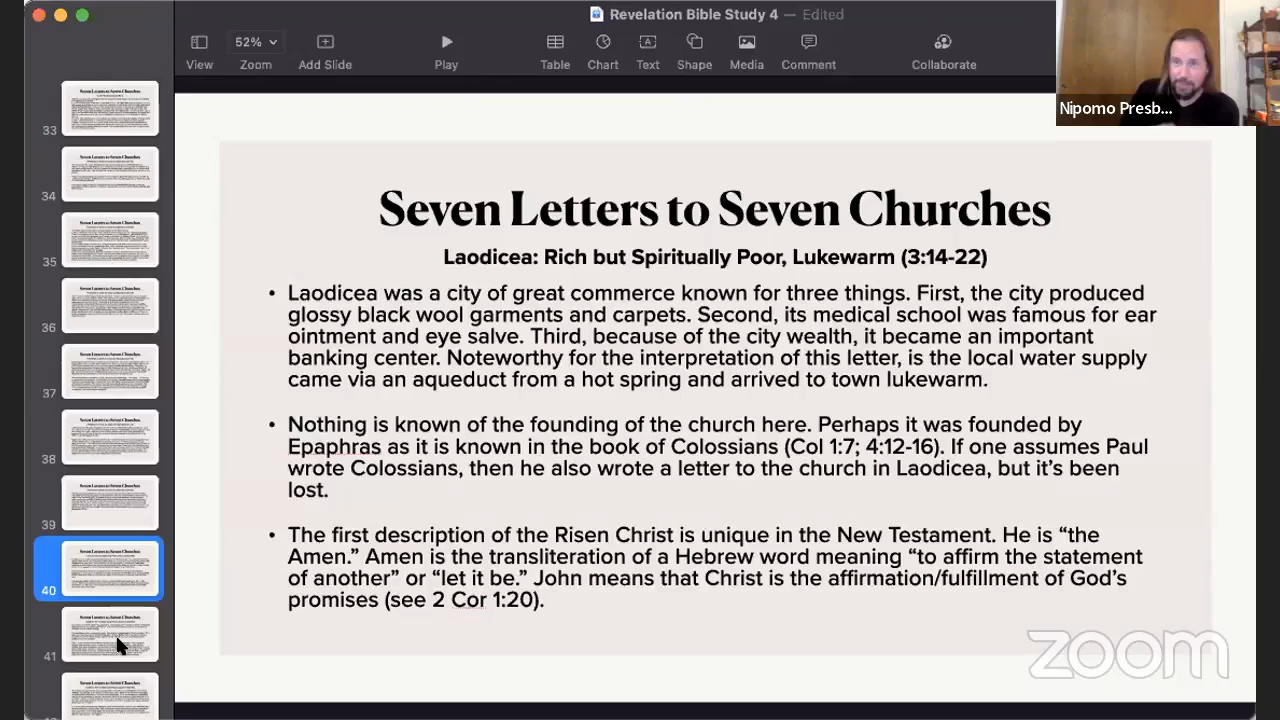 Revelation Bible Study 4 — Edited
52%
View
Zoom
Add Slide
Play
Table
Chart
Text
Shape
Media
Comment
Collaborate
Nipomo Presb...
33
34
35
36
37
38
39
40
41
Seven Letters to Seven Churches
Laodicea: Rich but Spiritually Poor, Lukewarm (3:14-22)
• Laodicea was a city of great commerce known for three things. First, the city produced
glossy black wool garments and carpets. Second, its medical school was famous for ear
ointment and eye salve. Third, because of the city wealth, it became an important
banking center. Noteworthy for the interpretation of this letter, is the local water supply
came via an aqueduct from a hot spring and arrived to town lukewarm.
• Nothing is known of the founding of the church here. Perhaps it was founded by
Epaphras as it is known in the book of Colossians (Col 1:7; 4:12-16). If one assumes Paul
wrote Colossians, then he also wrote a letter to the church in Laodicea, but it’s been
lost.
• The first description of the Risen Christ is unique in the New Testament. He is “the
Amen.” Amen is the transliteration of a Hebrew word meaning “to affirm the statement
of another” or “let it be.” John means that Christ is the affirmation/fulfillment of God’s
promises (see 2 Cor 1:20).
zoom